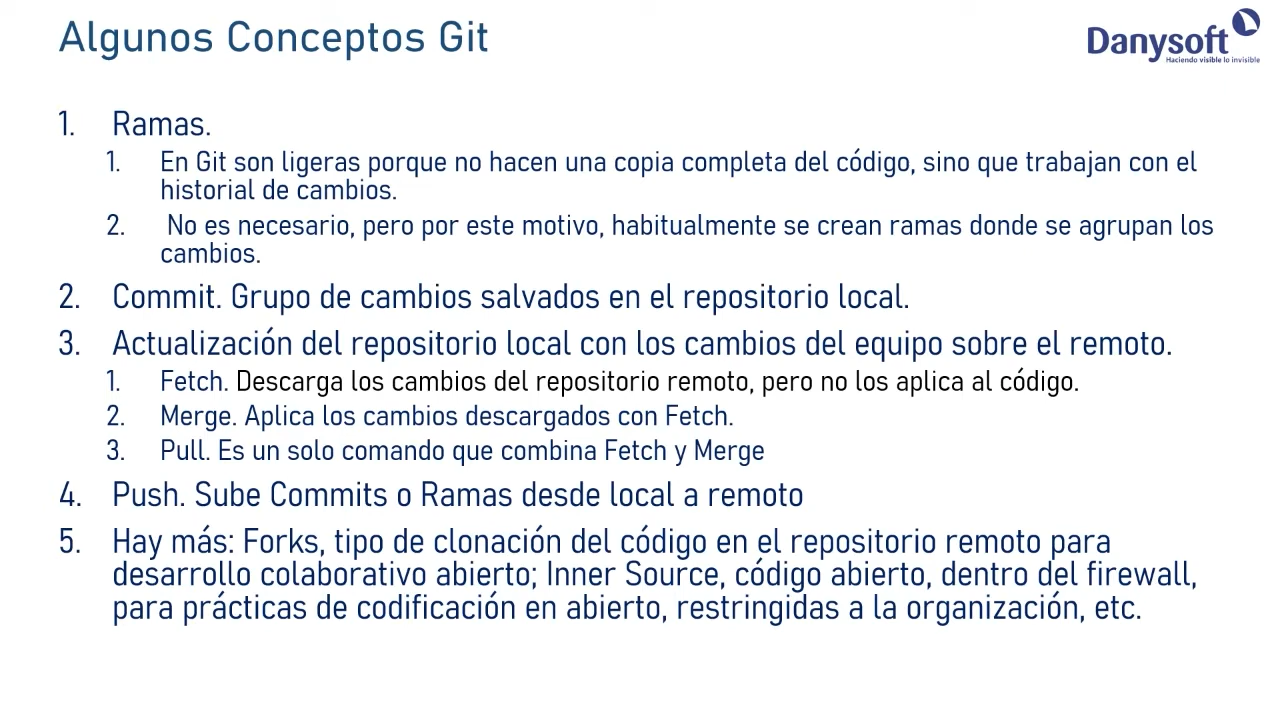 Algunos Conceptos Git
Danysoft
Haciendo visible lo invisible
1. Ramas.
1. En Git son ligeras porque no hacen una copia completa del código, sino que trabajan con el
historial de cambios.
2. No es necesario, pero por este motivo, habitualmente se crean ramas donde se agrupan los
cambios.
2. Commit. Grupo de cambios salvados en el repositorio local.
3. Actualización del repositorio local con los cambios del equipo sobre el remoto.
1. Fetch. Descarga los cambios del repositorio remoto, pero no los aplica al código.
2. Merge. Aplica los cambios descargados con Fetch.
3. Pull. Es un solo comando que combina Fetch y Merge
4. Push. Sube Commits o Ramas desde local a remoto
5. Hay más: Forks, tipo de clonación del código en el repositorio remoto para
desarrollo colaborativo abierto; Inner Source, código abierto, dentro del firewall,
para prácticas de codificación en abierto, restringidas a la organización, etc.